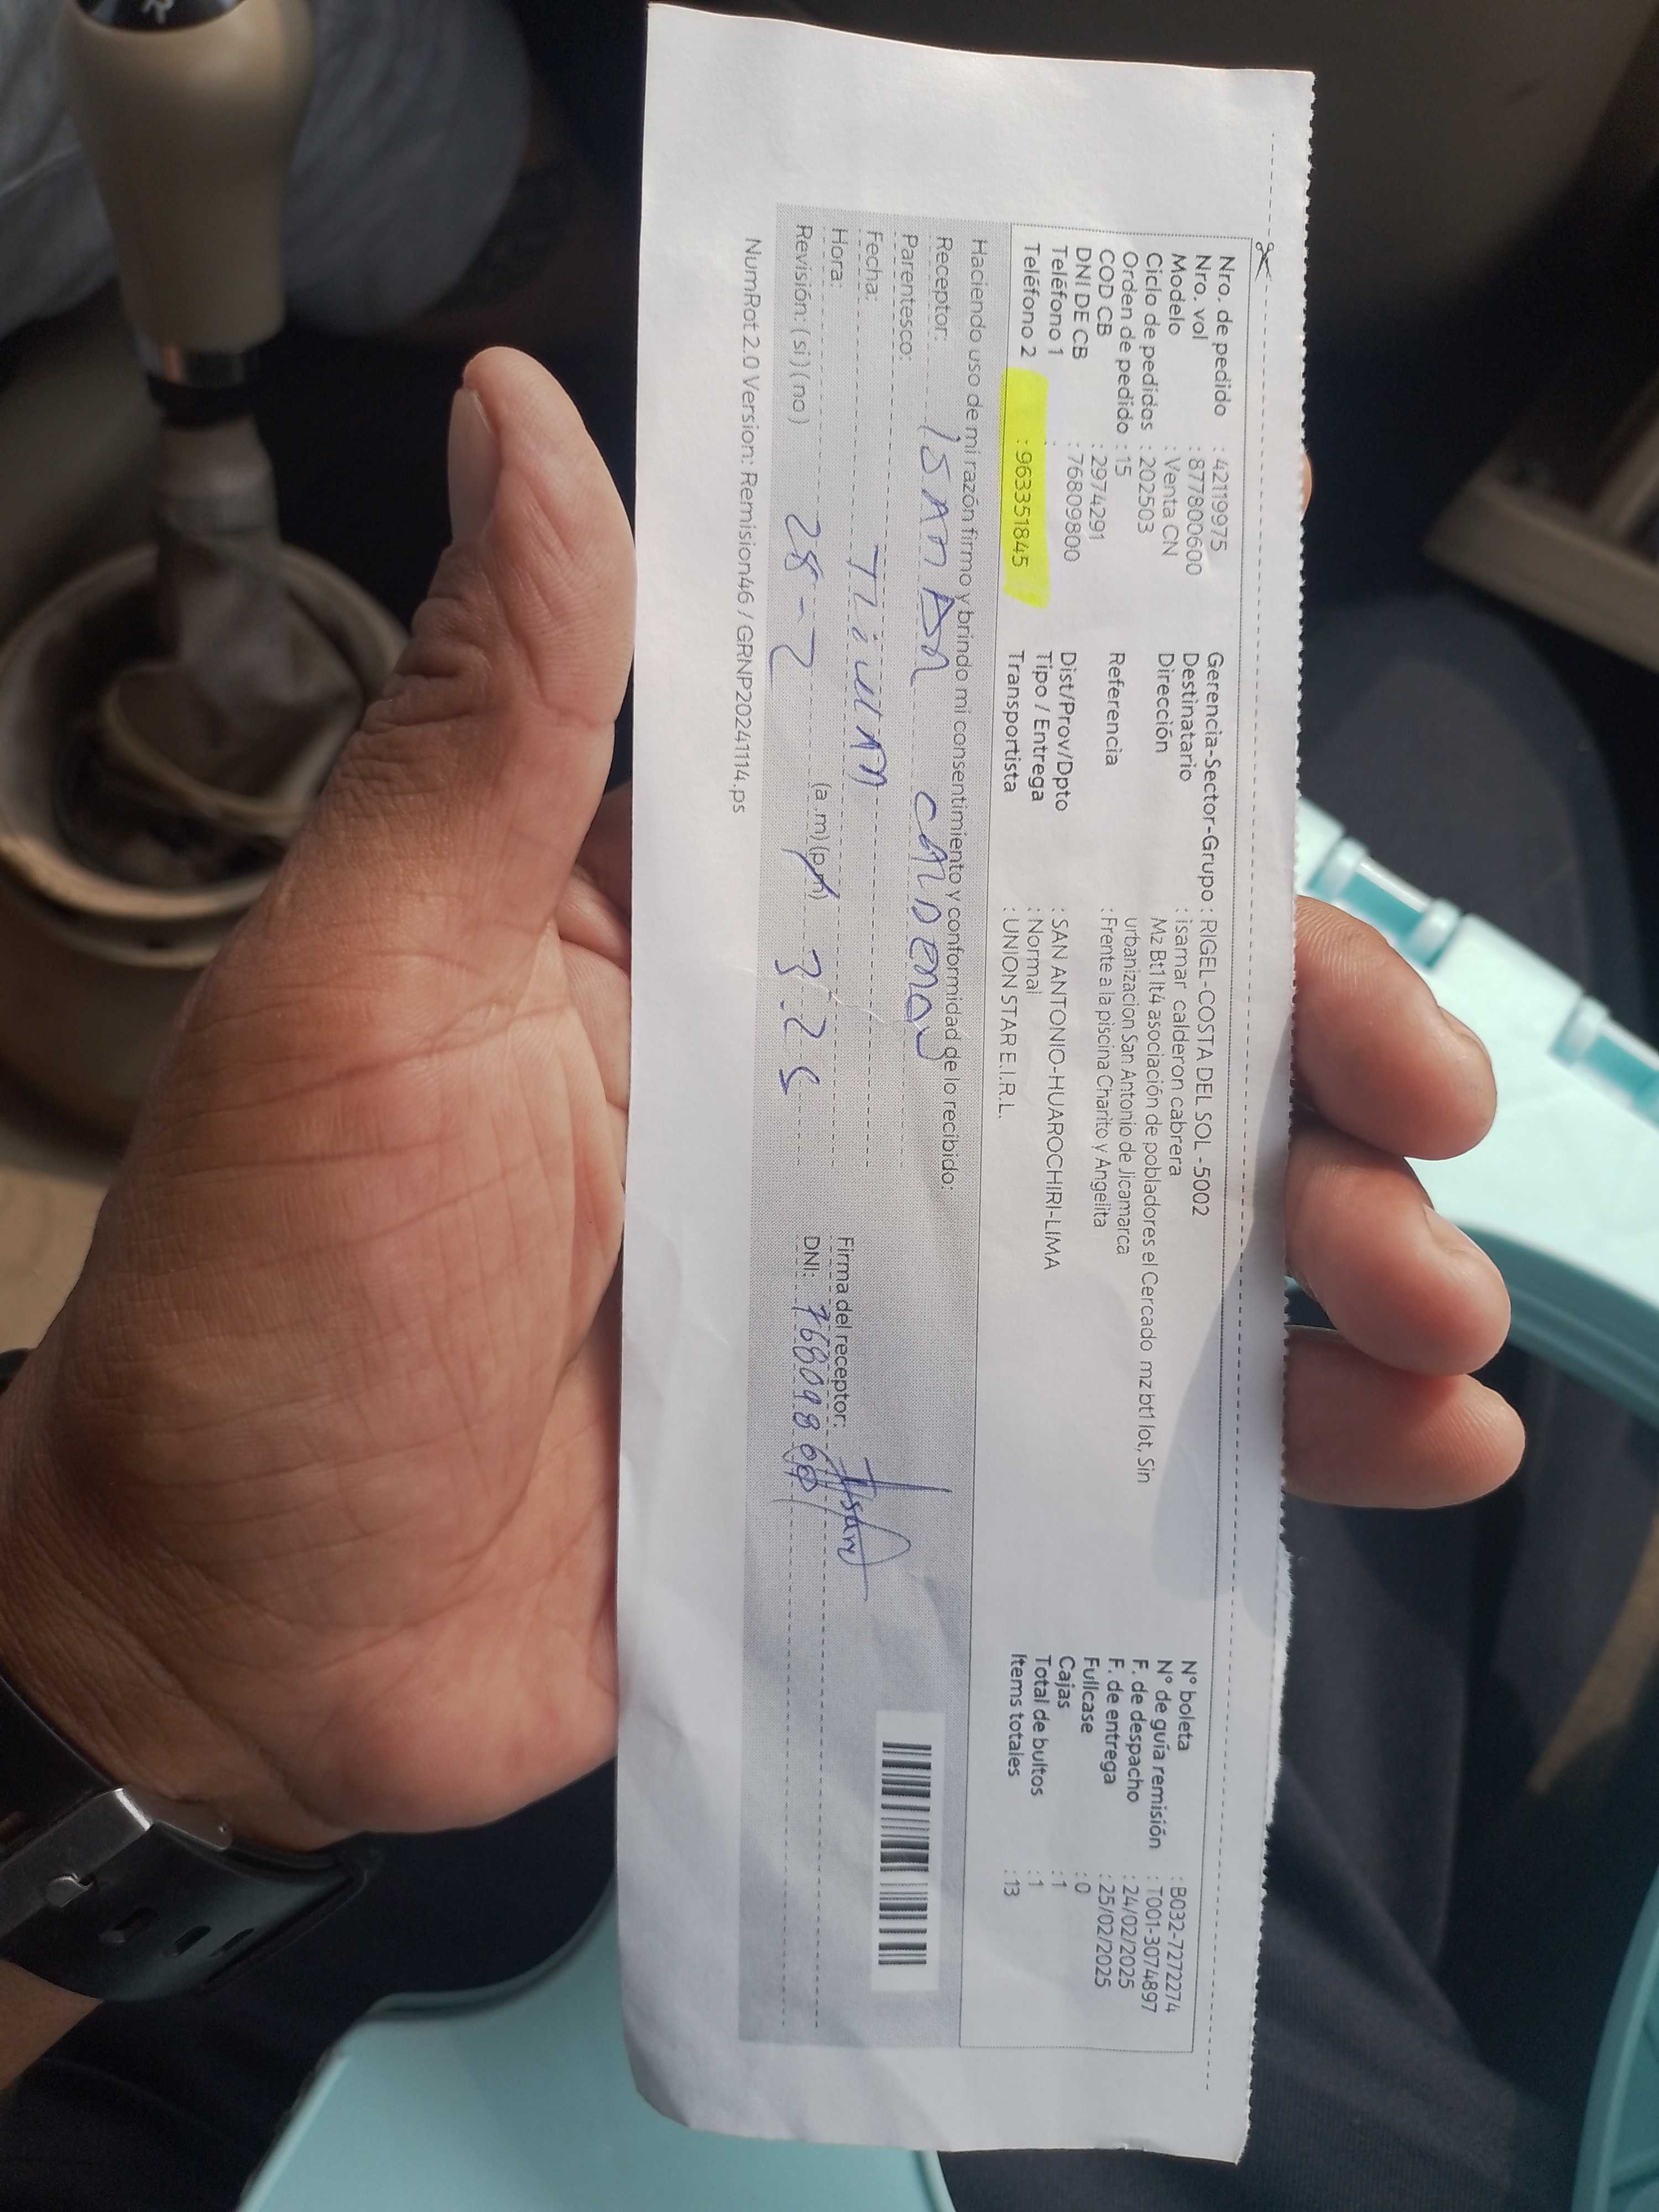 Nro. de pedido : 42119975
Nro. vol : 877800600
Modelo : Venta CN
Ciclo de pedidos : 202503
Orden de pedido : 15
COD CB : 2974291
DNI DE CB : 76809800
Teléfono 1 :
Teléfono 2 : 963351845
Gerencia-Sector-Grupo : RIGEL-COSTA DEL SOL -5002
Destinatario : isamar calderon cabrera
Dirección Mz Bt1 lt4 asociación de pobladores el Cercado mz bt1 lot, Sin
urbanizacion San Antonio de Jicamarca
Referencia : Frente a la piscina Charito y Angelita
Dist/Prov/Dpto : SAN ANTONIO-HUAROCHIRI-LIMA
Tipo / Entrega : Normal
Transportista : UNION STAR E.I.R.L.
N° boleta : B032-7272274
N° de guía remisión : T001-3074897
F. de despacho : 24/02/2025
F. de entrega : 25/02/2025
Fullcase : 0
Cajas : 1
Total de bultos : 1
Items totales : 13
Haciendo uso de mi razón firmo y brindo mi consentimiento y conformidad de lo recibido:
Receptor: ISAMAR CALDERON
Parentesco:
Fecha:
Hora: (a.m) (pm)
Revisión: (si) (no) 28-2 3:25
Firma del receptor:
DNI: 768098
NumRot 2.0 Version: Remision46 / GRNP20241114.ps